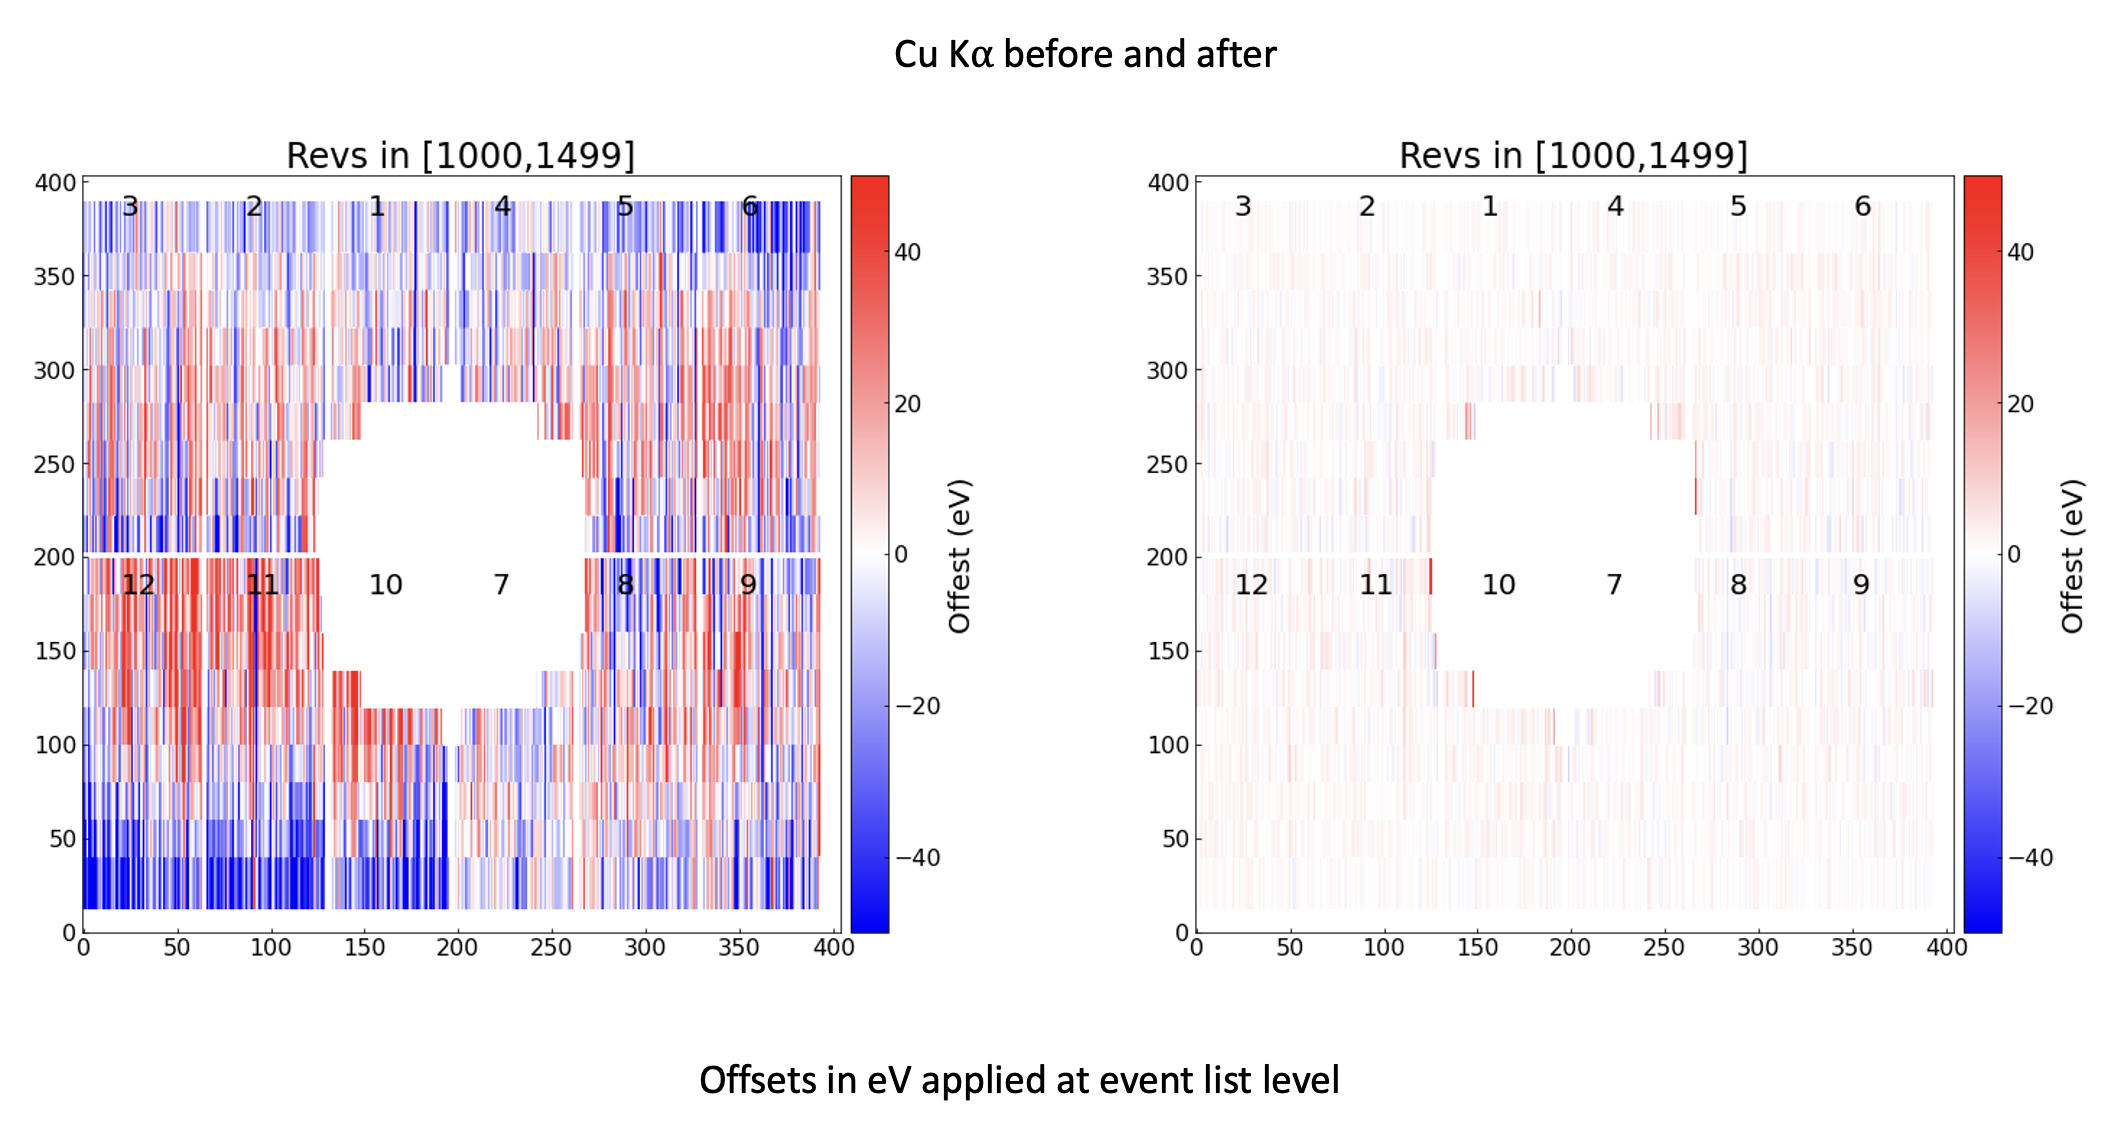 Cu Kα before and after
Revs in [1000,1499]
400
350
300
250
200
150
100
50
0
0 50 100 150 200 250 300 350 400
3 2 1 4 5 6
12 11 10 7 8 9
40
20
0
−20
−40
Offest (eV)
Revs in [1000,1499]
400
350
300
250
200
150
100
50
0
0 50 100 150 200 250 300 350 400
3 2 1 4 5 6
12 11 10 7 8 9
40
20
0
−20
−40
Offest (eV)
Offsets in eV applied at event list level